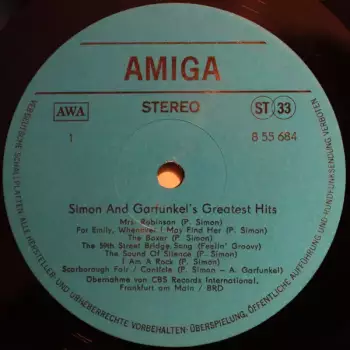 AMIGA
AWA
STEREO
ST 33
1
8 55 684
Simon And Garfunkel's Greatest Hits
Mrs. Robinson (P. Simon)
For Emily, Whenever I May Find Her (P. Simon)
The Boxer (P. Simon)
The 59th Street Bridge Song (Feelin' Groovy)
The Sound Of Silence (P. Simon)
I Am A Rock (P. Simon)
Scarborough Fair / Canticle (P. Simon - A. Garfunkel)
Übernahme von CBS Records International,
Frankfurt am Main / BRD
VEB DEUTSCHE SCHALLPLATTEN ALLE HERSTELLER- UND URHEBERRECHTE VORBEHALTEN · ÜBERSPIELUNG, ÖFFENTLICHE AUFFÜHRUNG UND RUNDFUNKSENDUNG VERBOTEN